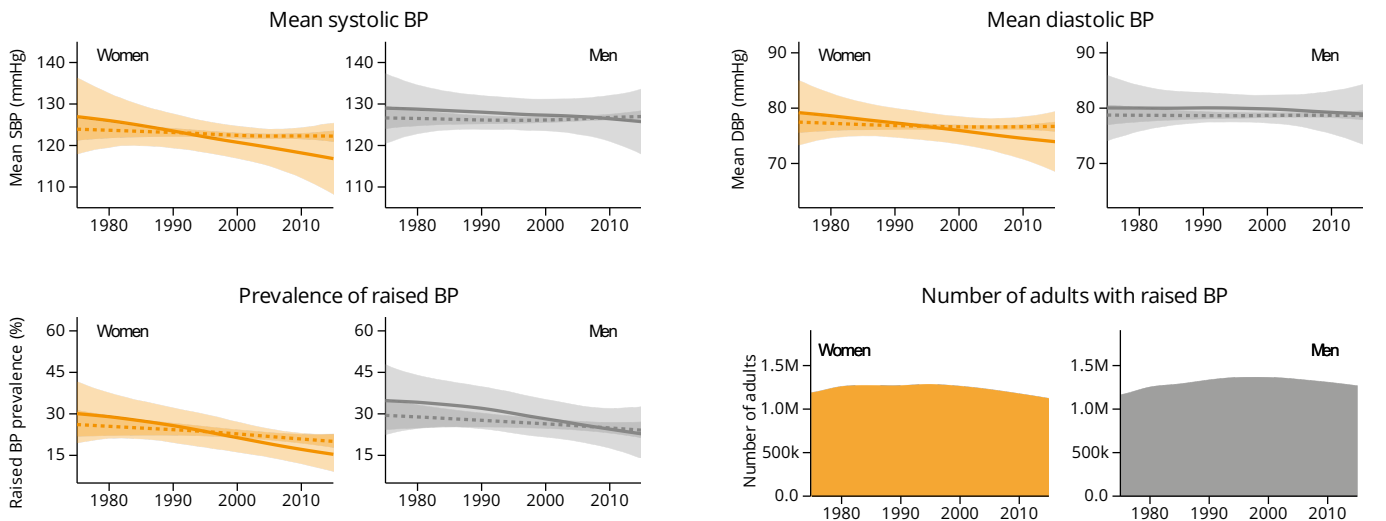 Mean systolic BP
Mean SBP (mmHg)
140
130
120
110
Women
1980
1990
2000
2010
140
130
120
110
Men
1980
1990
2000
2010
Mean diastolic BP
Mean DBP (mmHg)
90
80
70
Women
1980
1990
2000
2010
90
80
70
Men
1980
1990
2000
2010
Prevalence of raised BP
Raised BP prevalence (%)
60
45
30
15
Women
1980
1990
2000
2010
60
45
30
15
Men
1980
1990
2000
2010
Number of adults with raised BP
Number of adults
1.5M
1.0M
500k
0.0
Women
1980
1990
2000
2010
1.5M
1.0M
500k
0.0
Men
1980
1990
2000
2010